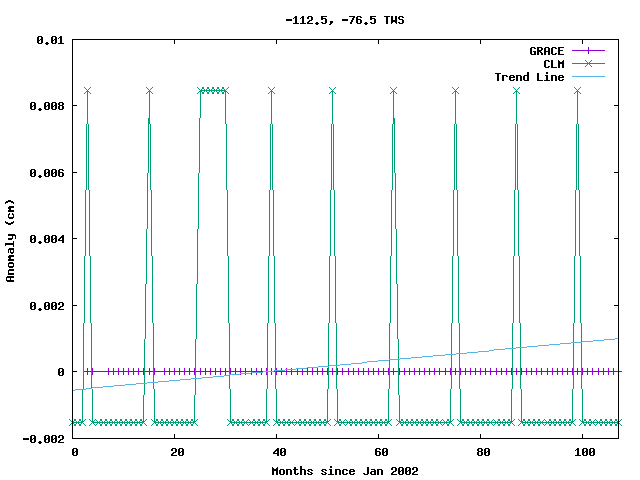 -112.5, -76.5 TWS
0.01
0.008
0.006
0.004
0.002
0
-0.002
Anomaly (cm)
GRACE
CLM
Trend Line
0 20 40 60 80 100
Months since Jan 2002